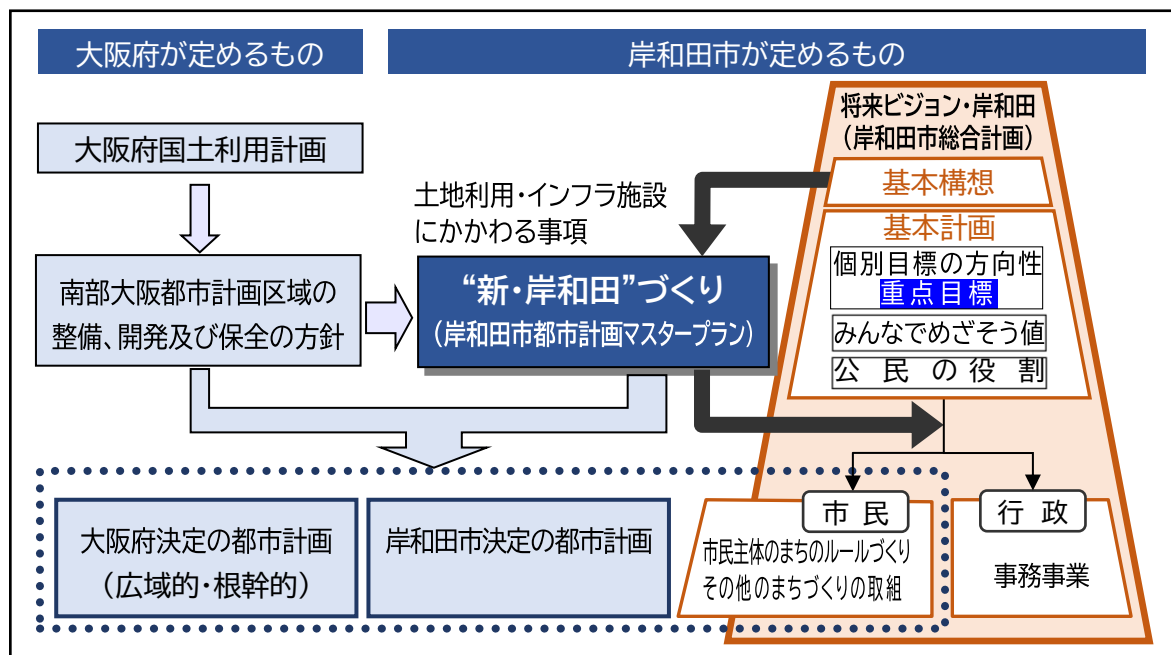 大阪府が定めるもの
岸和田市が定めるもの
大阪府国土利用計画
南部大阪都市計画区域の
整備、開発及び保全の方針
土地利用・インフラ施設
にかかわる事項
“新・岸和田”づくり
（岸和田市都市計画マスタープラン）
将来ビジョン・岸和田
（岸和田市総合計画）
基本構想
基本計画
個別目標の方向性
重点目標
みんなでめざそう値
公民の役割
大阪府決定の都市計画
（広域的・根幹的）
岸和田市決定の都市計画
市民
市民主体のまちのルールづくり
その他のまちづくりの取組
行政
事務事業